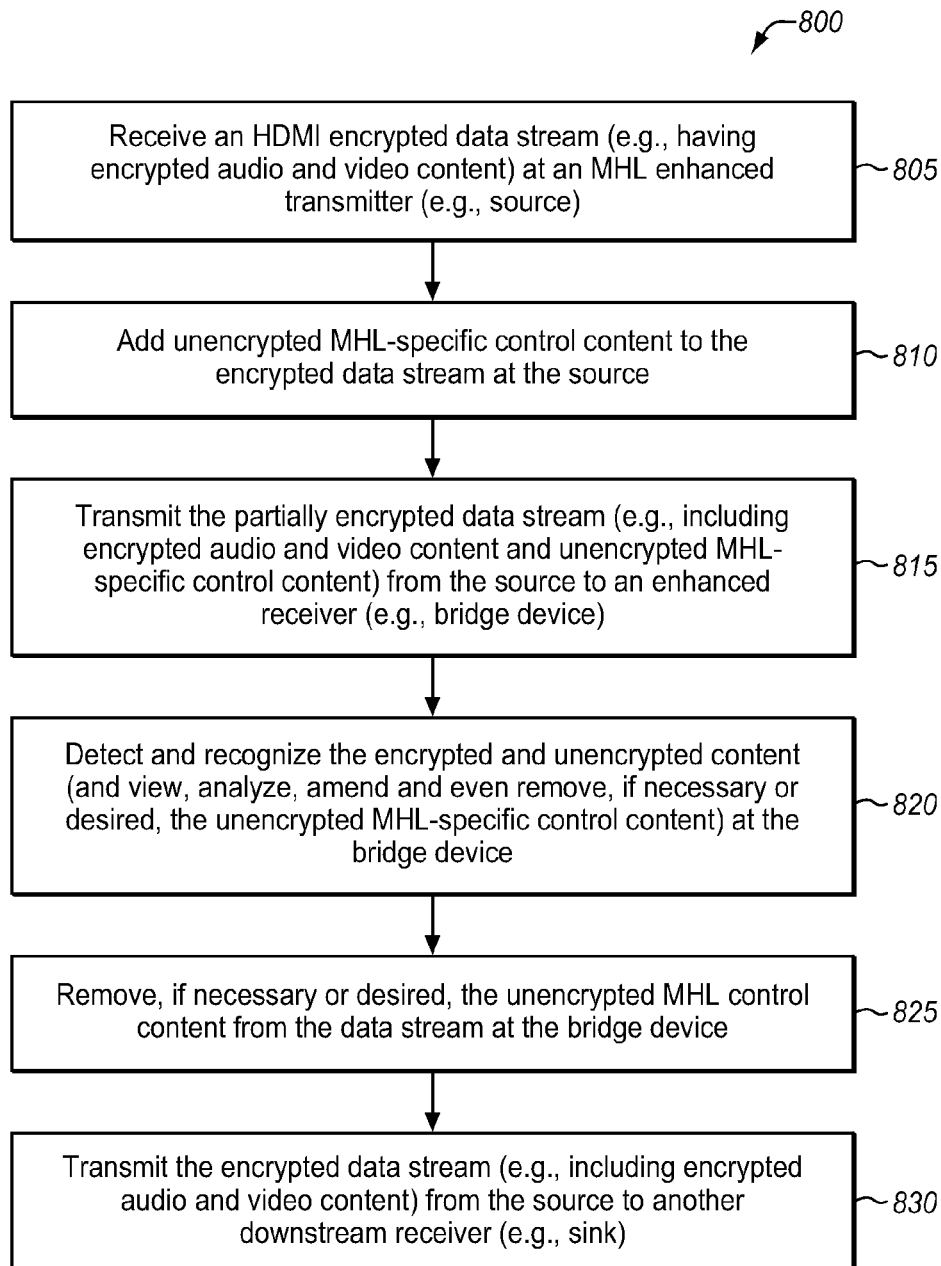 800
Receive an HDMI encrypted data stream (e.g., having
encrypted audio and video content) at an MHL enhanced
transmitter (e.g., source)
805
Add unencrypted MHL-specific control content to the
encrypted data stream at the source
810
Transmit the partially encrypted data stream (e.g., including
encrypted audio and video content and unencrypted MHL-
specific control content) from the source to an enhanced
receiver (e.g., bridge device)
815
Detect and recognize the encrypted and unencrypted content
(and view, analyze, amend and even remove, if necessary or
desired, the unencrypted MHL-specific control content) at the
bridge device
820
Remove, if necessary or desired, the unencrypted MHL control
content from the data stream at the bridge device
825
Transmit the encrypted data stream (e.g., including encrypted
audio and video content) from the source to another
downstream receiver (e.g., sink)
830